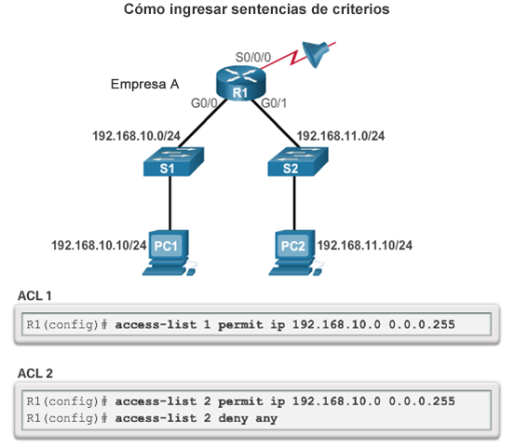 Cómo ingresar sentencias de criterios
S0/0/0
Empresa A
R1
G0/0
G0/1
192.168.10.0/24
192.168.11.0/24
S1
S2
192.168.10.10/24
PC1
PC2
192.168.11.10/24
ACL 1
R1(config)# access-list 1 permit ip 192.168.10.0 0.0.0.255
ACL 2
R1(config)# access-list 2 permit ip 192.168.10.0 0.0.0.255
R1(config)# access-list 2 deny any